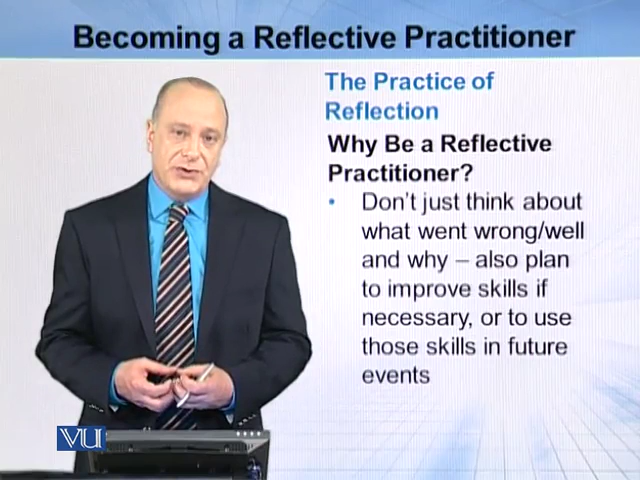 Becoming a Reflective Practitioner
The Practice of
Reflection
Why Be a Reflective
Practitioner?
• Don't just think about
what went wrong/well
and why – also plan
to improve skills if
necessary, or to use
those skills in future
events
VU